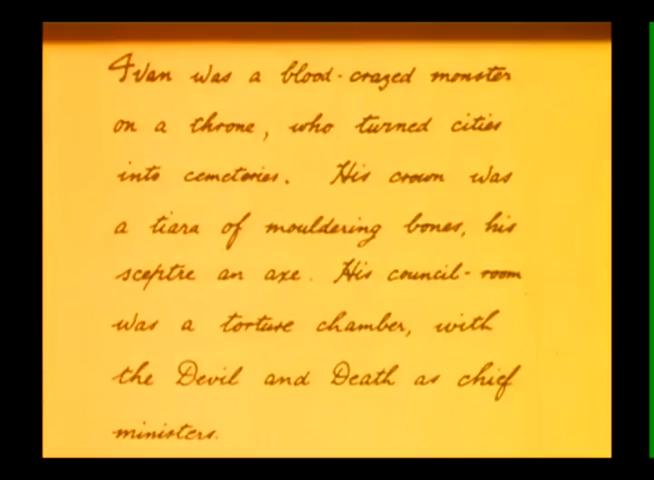 Ivan was a blood-crazed monster
on a throne, who turned cities
into cemeteries. His crown was
a tiara of mouldering bones, his
sceptre an axe. His council-room
was a torture chamber, with
the Devil and Death as chief
ministers.